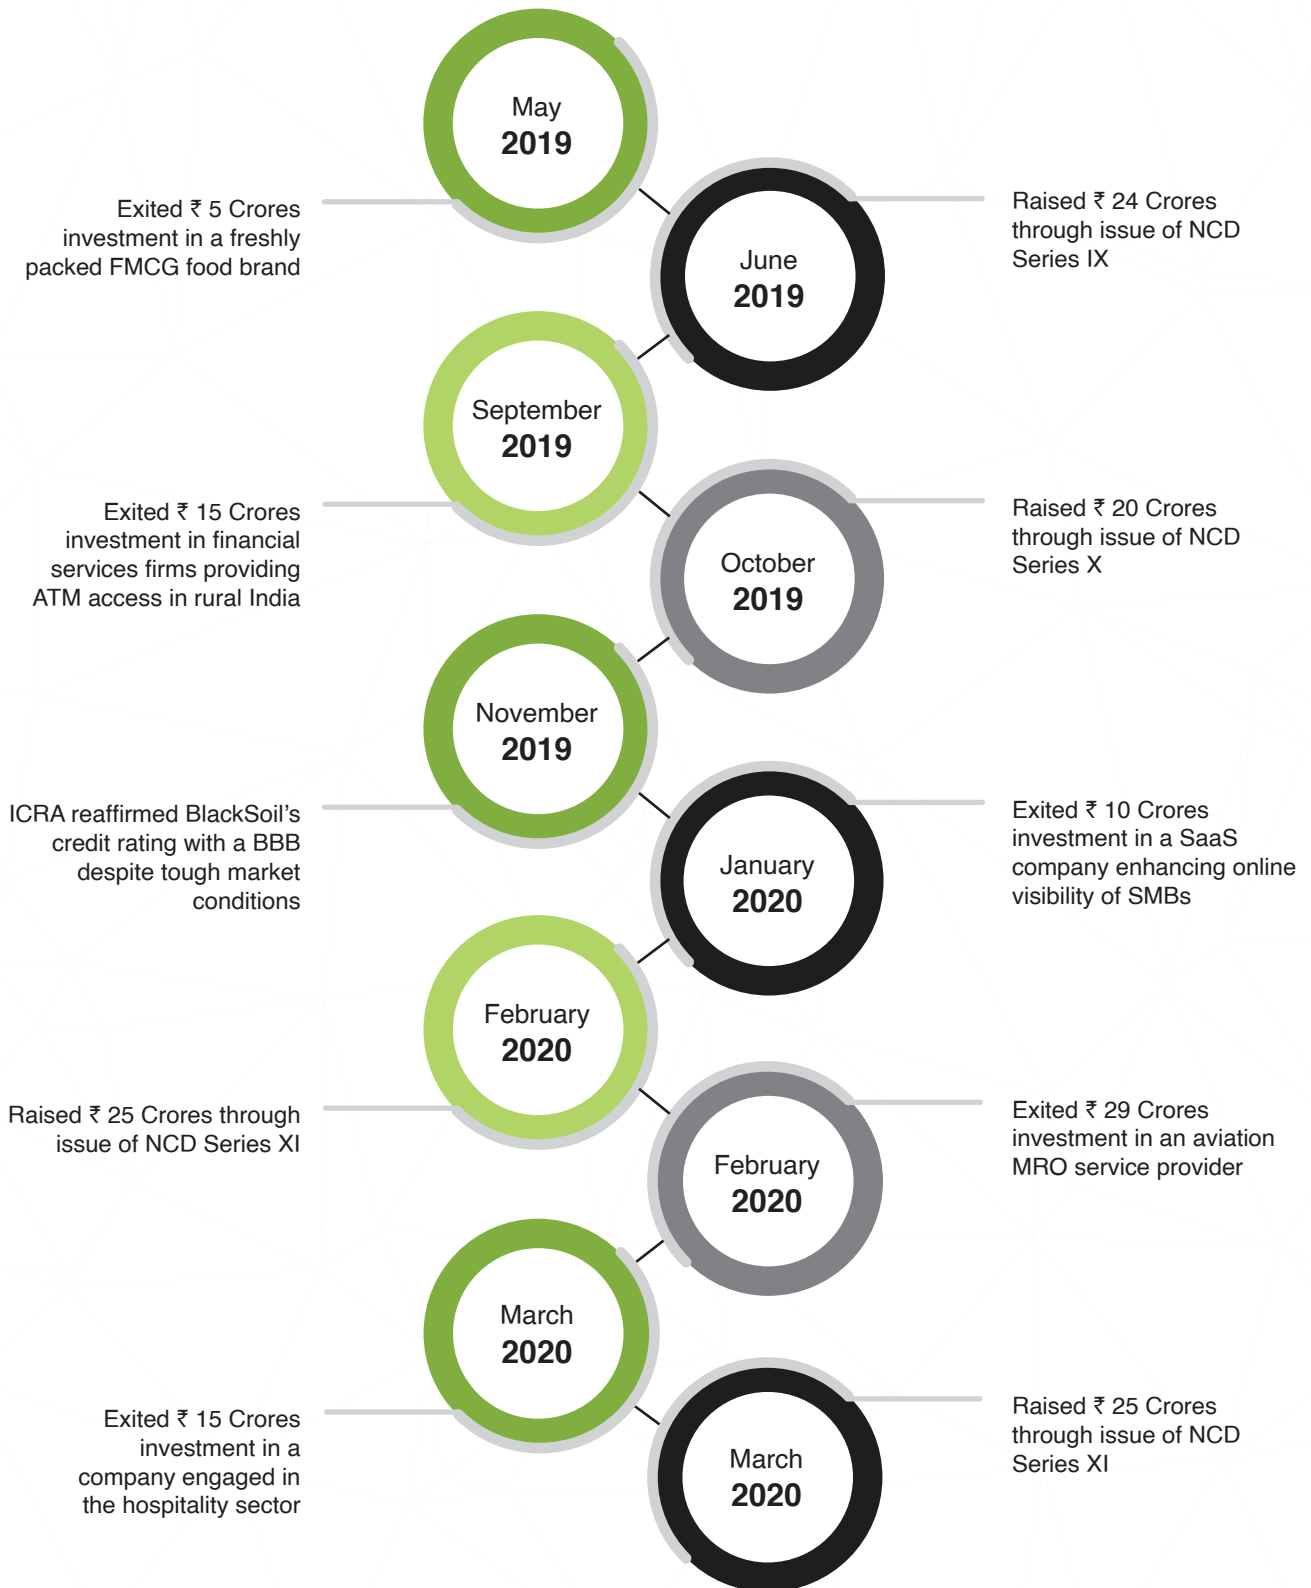 May
2019
Exited ₹ 5 Crores
investment in a freshly
packed FMCG food brand
June
2019
Raised ₹ 24 Crores
through issue of NCD
Series IX
September
2019
Exited ₹ 15 Crores
investment in financial
services firms providing
ATM access in rural India
October
2019
Raised ₹ 20 Crores
through issue of NCD
Series X
November
2019
ICRA reaffirmed BlackSoil’s
credit rating with a BBB
despite tough market
conditions
January
2020
Exited ₹ 10 Crores
investment in a SaaS
company enhancing online
visibility of SMBs
February
2020
Raised ₹ 25 Crores through
issue of NCD Series XI
February
2020
Exited ₹ 29 Crores
investment in an aviation
MRO service provider
March
2020
Exited ₹ 15 Crores
investment in a
company engaged in
the hospitality sector
March
2020
Raised ₹ 25 Crores
through issue of NCD
Series XI